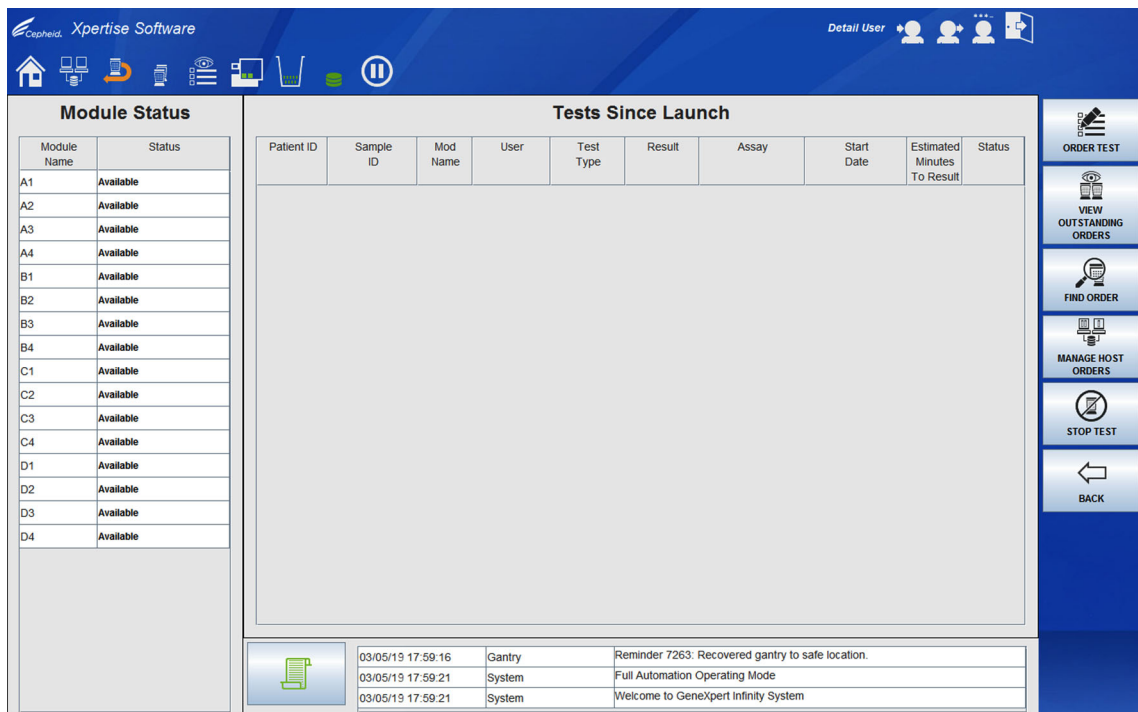 Cepheid. Xpertise Software
Detail User
Module Status
Tests Since Launch
Module Name
Status
Patient ID
Sample ID
Mod Name
User
Test Type
Result
Assay
Start Date
Estimated Minutes To Result
Status
A1 Available
A2 Available
A3 Available
A4 Available
B1 Available
B2 Available
B3 Available
B4 Available
C1 Available
C2 Available
C3 Available
C4 Available
D1 Available
D2 Available
D3 Available
D4 Available
03/05/19 17:59:16 Gantry Reminder 7263: Recovered gantry to safe location.
03/05/19 17:59:21 System Full Automation Operating Mode
03/05/19 17:59:21 System Welcome to GeneXpert Infinity System
ORDER TEST
VIEW
OUTSTANDING
ORDERS
FIND ORDER
MANAGE HOST
ORDERS
STOP TEST
BACK